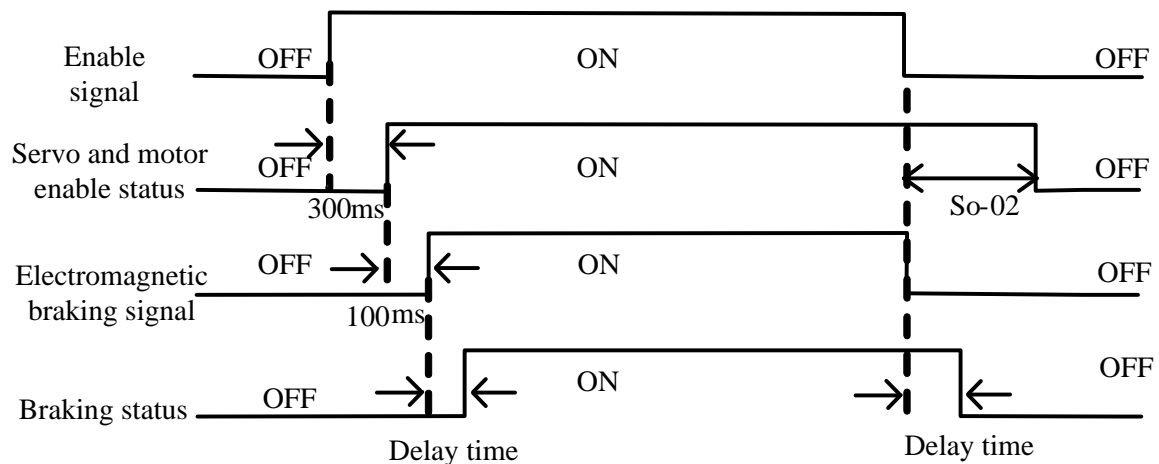 Enable
signal
OFF
ON
OFF
Servo and motor
enable status
OFF
ON
OFF
300ms
So-02
Electromagnetic
braking signal
OFF
ON
OFF
100ms
Braking status
OFF
ON
OFF
Delay time
Delay time